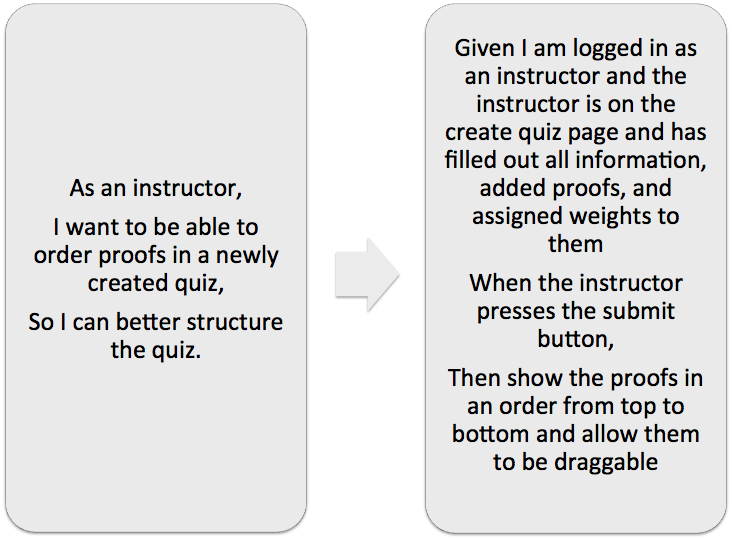 As an instructor,
I want to be able to
order proofs in a newly
created quiz,
So I can better structure
the quiz.
Given I am logged in as
an instructor and the
instructor is on the
create quiz page and has
filled out all information,
added proofs, and
assigned weights to
them
When the instructor
presses the submit
button,
Then show the proofs in
an order from top to
bottom and allow them
to be draggable